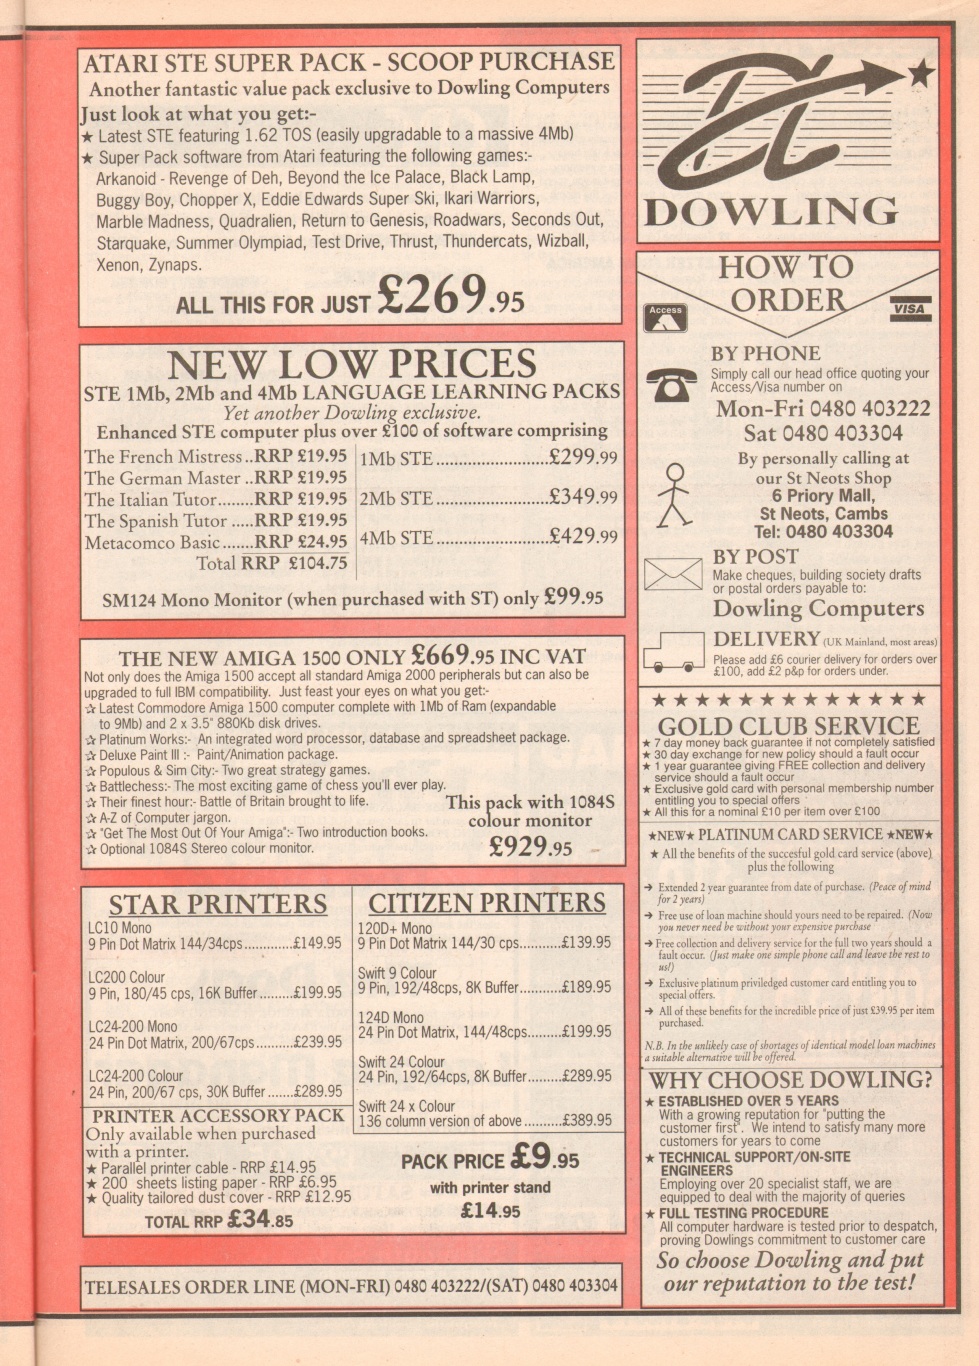 ATARI STE SUPER PACK - SCOOP PURCHASE
Another fantastic value pack exclusive to Dowling Computers
Just look at what you get:-
★ Latest STE featuring 1.62 TOS (easily upgradable to a massive 4Mb)
★ Super Pack software from Atari featuring the following games:-
Arkanoid - Revenge of Deh, Beyond the Ice Palace, Black Lamp,
Buggy Boy, Chopper X, Eddie Edwards Super Ski, Ikari Warriors,
Marble Madness, Quadralien, Return to Genesis, Roadwars, Seconds Out,
Starquake, Summer Olympiad, Test Drive, Thrust, Thundercats, Wizball,
Xenon, Zynaps.
ALL THIS FOR JUST £269.95
NEW LOW PRICES
STE 1Mb, 2Mb and 4Mb LANGUAGE LEARNING PACKS
Yet another Dowling exclusive.
Enhanced STE computer plus over £100 of software comprising
The French Mistress..RRP £19.95
The German Master..RRP £19.95
The Italian Tutor.......RRP £19.95
The Spanish Tutor .....RRP £19.95
Metacomco Basic.......RRP £24.95
Total RRP £104.75
1Mb STE.....................£299.99
2Mb STE.....................£349.99
4Mb STE.....................£429.99
SM124 Mono Monitor (when purchased with ST) only £99.95
THE NEW AMIGA 1500 ONLY £669.95 INC VAT
Not only does the Amiga 1500 accept all standard Amiga 2000 peripherals but can also be
upgraded to full IBM compatibility. Just feast your eyes on what you get:-
☆ Latest Commodore Amiga 1500 computer complete with 1Mb of Ram (expandable
to 9Mb) and 2 x 3.5" 880Kb disk drives.
☆ Platinum Works:- An integrated word processor, database and spreadsheet package.
☆ Deluxe Paint III :- Paint/Animation package.
☆ Populous & Sim City:- Two great strategy games.
☆ Battlechess:- The most exciting game of chess you'll ever play.
☆ Their finest hour:- Battle of Britain brought to life.
☆ A-Z of Computer jargon.
☆ "Get The Most Out Of Your Amiga":- Two introduction books.
☆ Optional 1084S Stereo colour monitor.
This pack with 1084S
colour monitor
£929.95
STAR PRINTERS
LC10 Mono
9 Pin Dot Matrix 144/34cps............£149.95
LC200 Colour
9 Pin, 180/45 cps, 16K Buffer........£199.95
LC24-200 Mono
24 Pin Dot Matrix, 200/67cps.........£239.95
LC24-200 Colour
24 Pin, 200/67 cps, 30K Buffer.......£289.95
CITIZEN PRINTERS
120D+ Mono
9 Pin Dot Matrix 144/30 cps.........£139.95
Swift 9 Colour
9 Pin, 192/48cps, 8K Buffer..........£189.95
124D Mono
24 Pin Dot Matrix, 144/48cps........£199.95
Swift 24 Colour
24 Pin, 192/64cps, 8K Buffer........£289.95
Swift 24 x Colour
136 column version of above.........£389.95
PRINTER ACCESSORY PACK
Only available when purchased
with a printer.
★ Parallel printer cable - RRP £14.95
★ 200 sheets listing paper - RRP £6.95
★ Quality tailored dust cover - RRP £12.95
TOTAL RRP £34.85
PACK PRICE £9.95
with printer stand
£14.95
TELESALES ORDER LINE (MON-FRI) 0480 403222/(SAT) 0480 403304
DOWLING
HOW TO
ORDER
Access
VISA
BY PHONE
Simply call our head office quoting your
Access/Visa number on
Mon-Fri 0480 403222
Sat 0480 403304
By personally calling at
our St Neots Shop
6 Priory Mall,
St Neots, Cambs
Tel: 0480 403304
BY POST
Make cheques, building society drafts
or postal orders payable to:
Dowling Computers
DELIVERY (UK Mainland, most areas)
Please add £6 courier delivery for orders over
£100, add £2 p&p for orders under.
★ ★ ★ ★ ★ ★ ★ ★ ★ ★ ★ ★
GOLD CLUB SERVICE
★ 7 day money back guarantee if not completely satisfied
★ 30 day exchange for new policy should a fault occur
★ 1 year guarantee giving FREE collection and delivery
service should a fault occur
★ Exclusive gold card with personal membership number
entitling you to special offers
★ All this for a nominal £10 per item over £100
★NEW★ PLATINUM CARD SERVICE ★NEW★
★ All the benefits of the succesful gold card service (above)
plus the following
→ Extended 2 year guarantee from date of purchase. (Peace of mind
for 2 years)
→ Free use of loan machine should yours need to be repaired. (Now
you never need be without your expensive purchase
→ Free collection and delivery service for the full two years should a
fault occur. (Just make one simple phone call and leave the rest to
us!)
→ Exclusive platinum priviledged customer card entitling you to
special offers.
→ All of these benefits for the incredible price of just £39.95 per item
purchased.
N.B. In the unlikely case of shortages of identical model loan machines
a suitable alternative will be offered.
WHY CHOOSE DOWLING?
★ ESTABLISHED OVER 5 YEARS
With a growing reputation for "putting the
customer first". We intend to satisfy many more
customers for years to come
★ TECHNICAL SUPPORT/ON-SITE
ENGINEERS
Employing over 20 specialist staff, we are
equipped to deal with the majority of queries
★ FULL TESTING PROCEDURE
All computer hardware is tested prior to despatch,
proving Dowlings commitment to customer care
So choose Dowling and put
our reputation to the test!